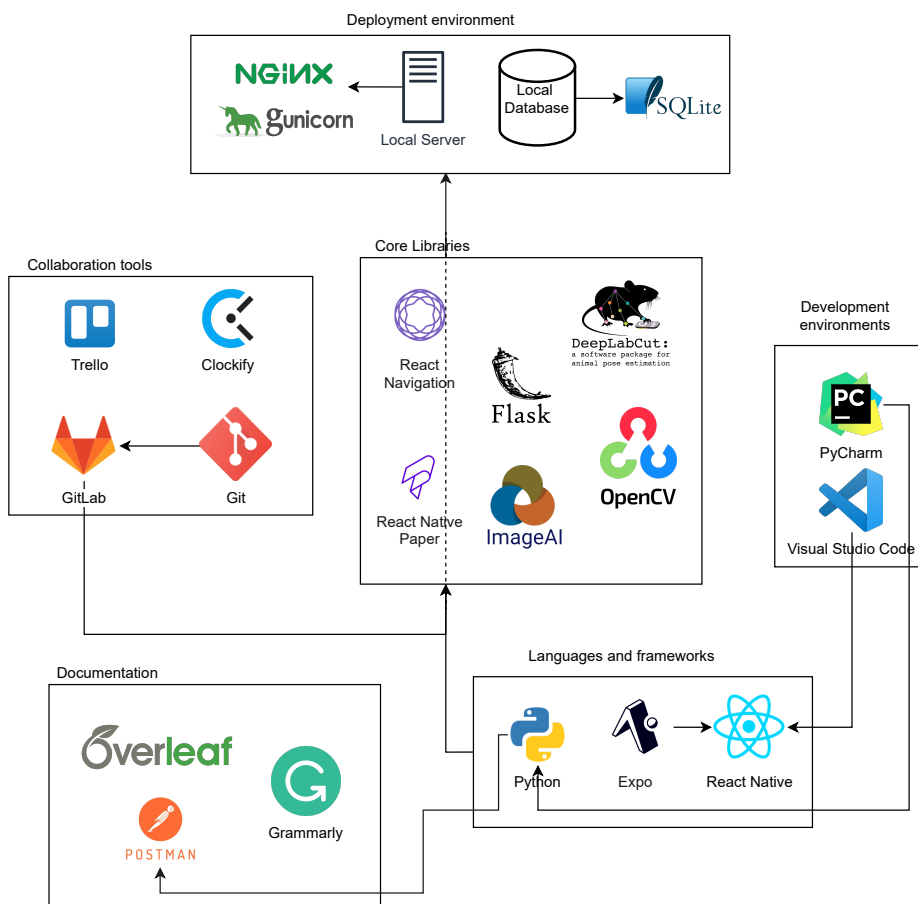 Deployment environment
NGINX
gunicorn
Local Server
Local
Database
SQLite
Collaboration tools
Trello
Clockify
GitLab
Git
Core Libraries
React
Navigation
DeepLabCut:
a software package for
animal pose estimation
Flask
React Native
Paper
ImageAI
OpenCV
Development
environments
PC
PyCharm
Visual Studio Code
Languages and frameworks
Python
Expo
React Native
Documentation
Overleaf
Grammarly
POSTMAN